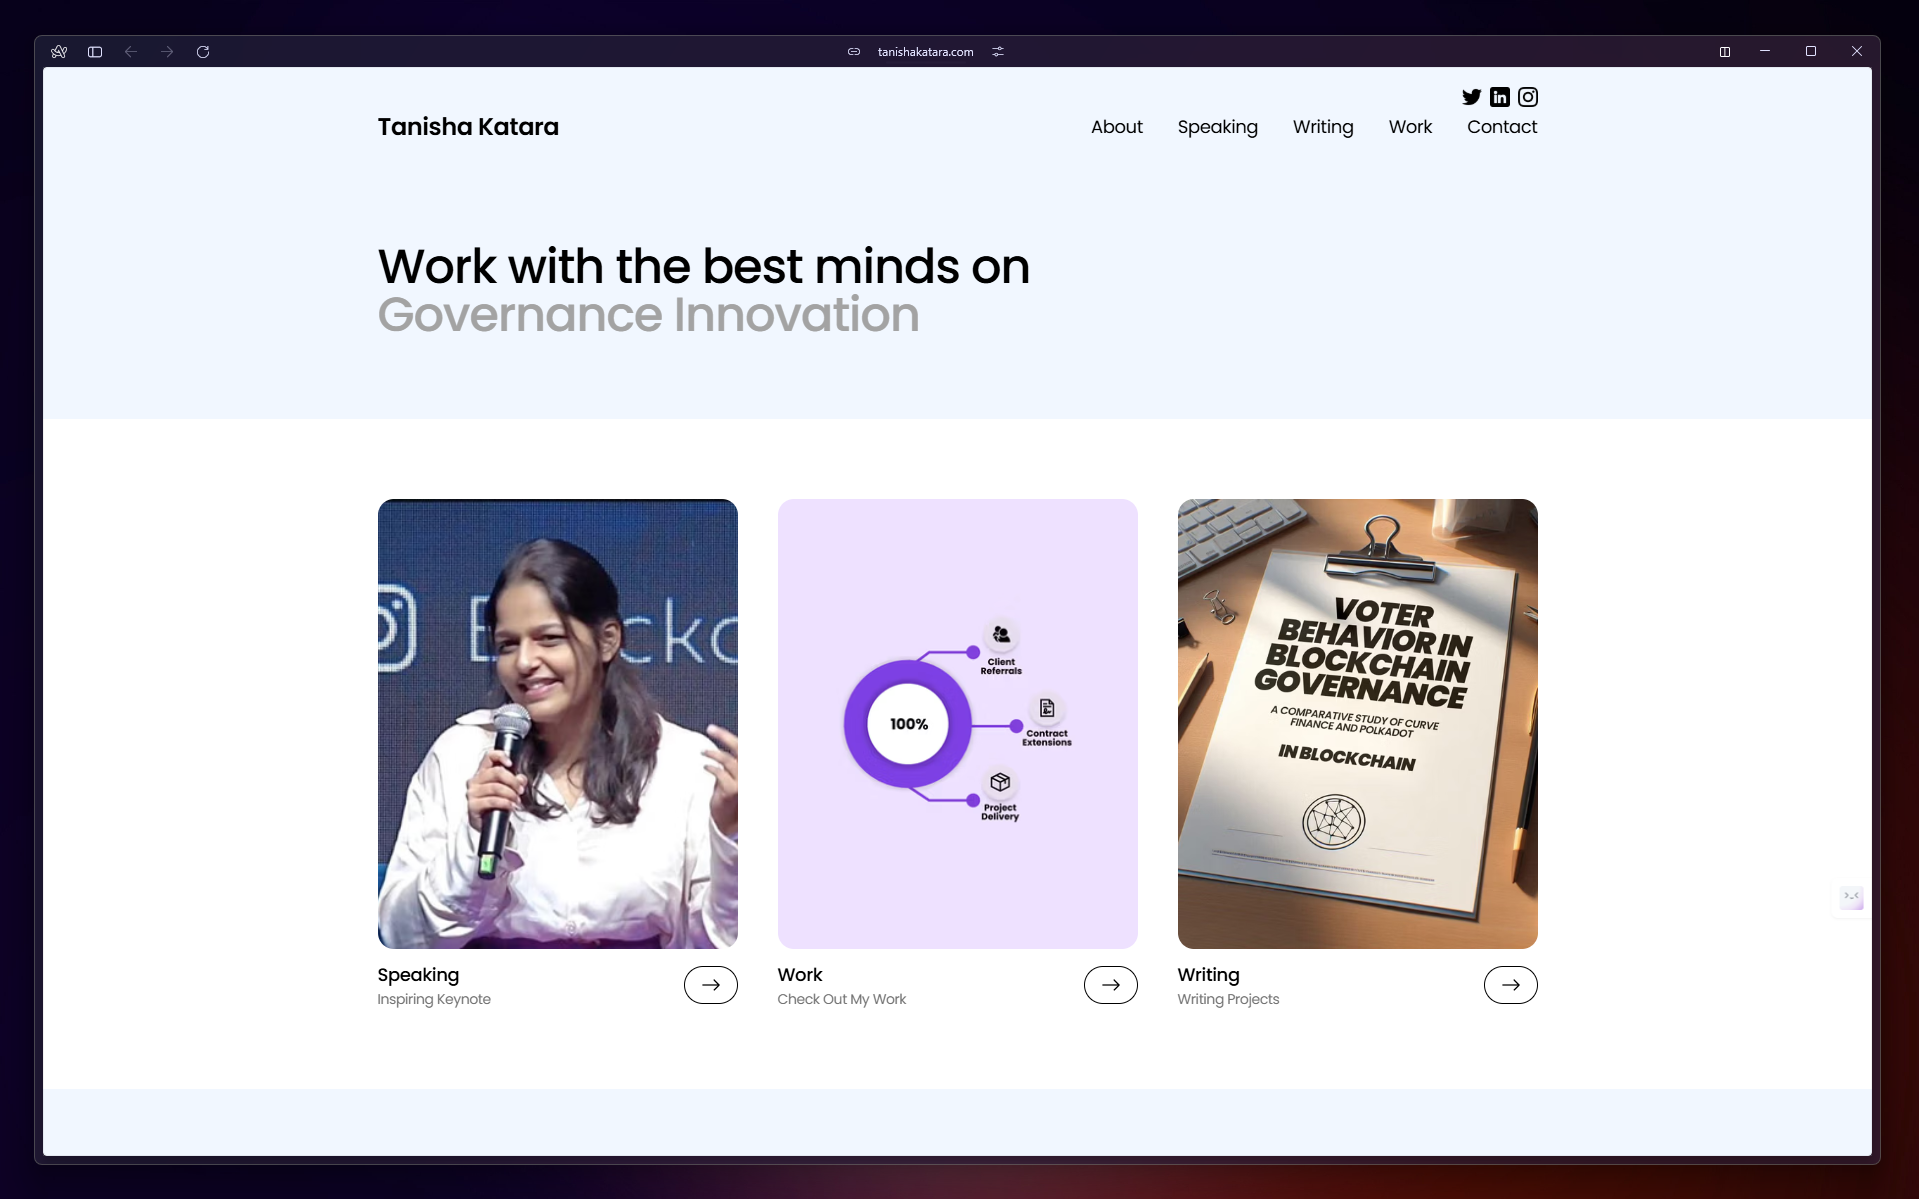 tanishakatara.com
Tanisha Katara
About
Speaking
Writing
Work
Contact
Work with the best minds on
Governance Innovation
100%
Client
Referrals
Contract
Extensions
Project
Delivery
VOTER
BEHAVIOR IN
BLOCKCHAIN
GOVERNANCE
A COMPARATIVE STUDY OF CURVE
FINANCE AND POLKADOT
IN BLOCKCHAIN
Speaking
Inspiring Keynote
Work
Check Out My Work
Writing
Writing Projects